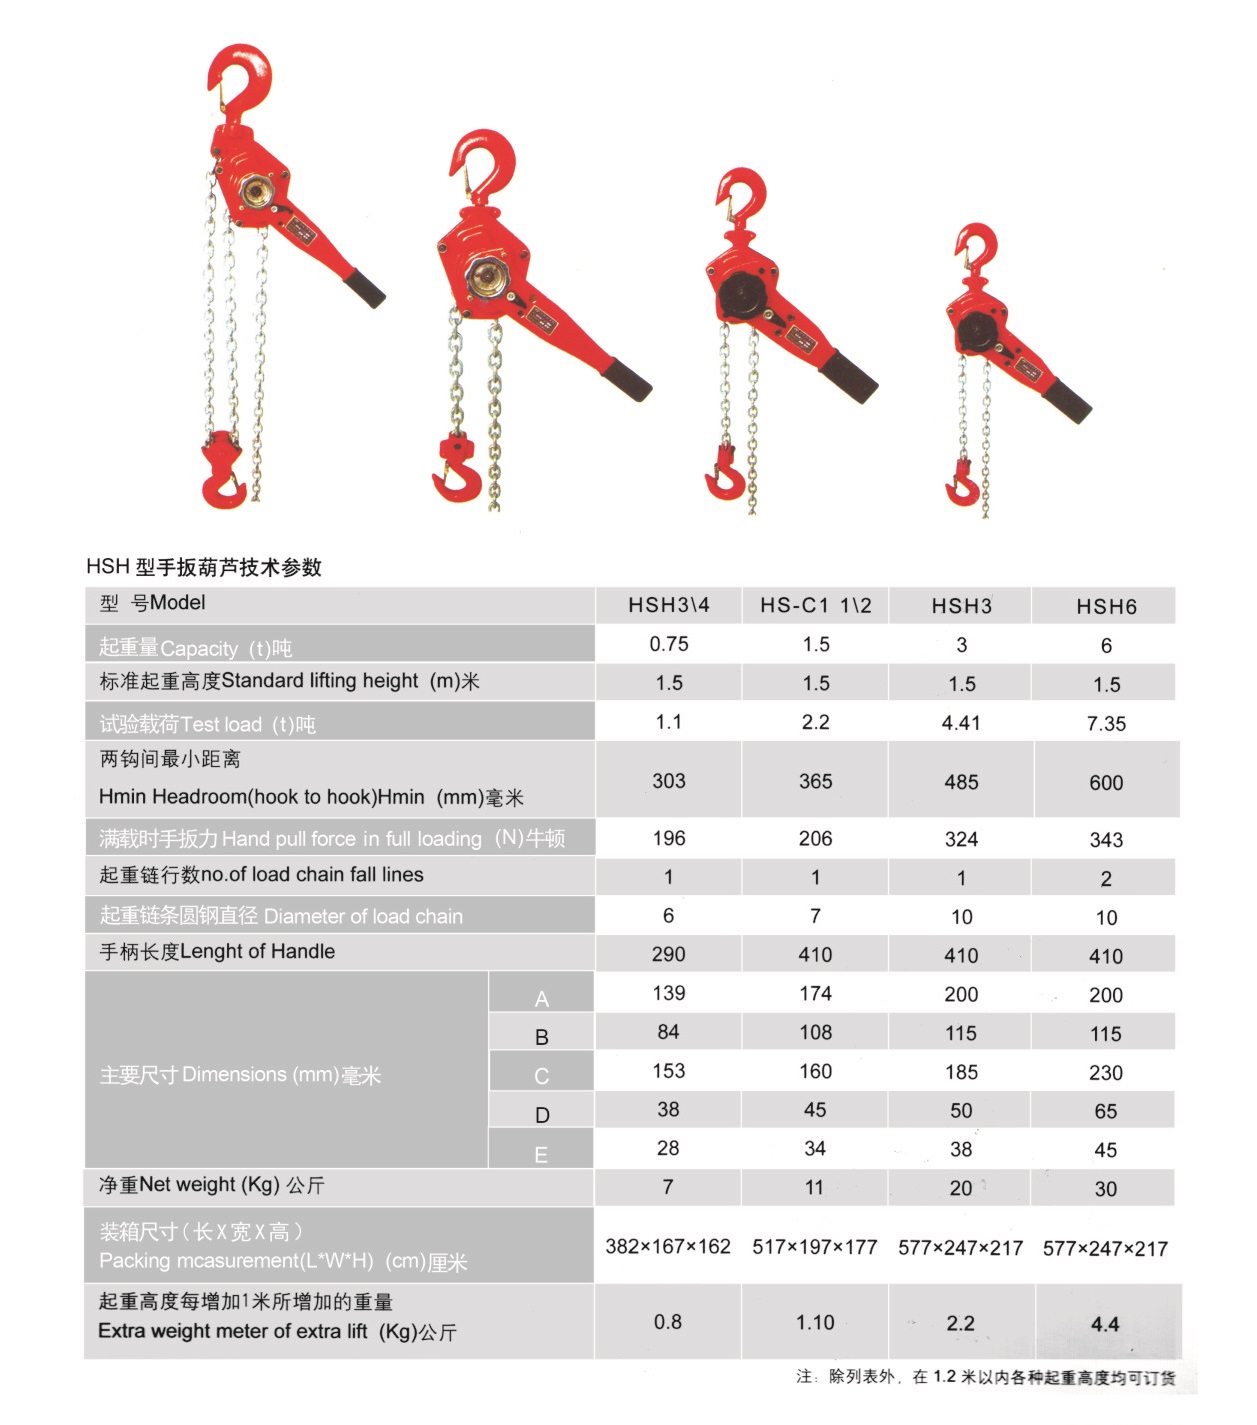 HSH 型手扳葫芦技术参数
型 号Model HSH3\4 HS-C1 1\2 HSH3 HSH6
起重量Capacity (t)吨 0.75 1.5 3 6
标准起重高度Standard lifting height (m)米 1.5 1.5 1.5 1.5
试验载荷Test load (t)吨 1.1 2.2 4.41 7.35
两钩间最小距离
Hmin Headroom(hook to hook)Hmin (mm)毫米 303 365 485 600
满载时手扳力 Hand pull force in full loading (N)牛顿 196 206 324 343
起重链行数no.of load chain fall lines 1 1 1 2
起重链条圆钢直径 Diameter of load chain 6 7 10 10
手柄长度Lenght of Handle 290 410 410 410
主要尺寸 Dimensions (mm)毫米
A 139 174 200 200
B 84 108 115 115
C 153 160 185 230
D 38 45 50 65
E 28 34 38 45
净重Net weight (Kg) 公斤 7 11 20 30
装箱尺寸(长X宽X高)
Packing mcasurement(L*W*H) (cm)厘米 382×167×162 517×197×177 577×247×217 577×247×217
起重高度每增加1米所增加的重量
Extra weight meter of extra lift (Kg)公斤 0.8 1.10 2.2 4.4
注: 除列表外, 在 1.2 米以内各种起重高度均可订货